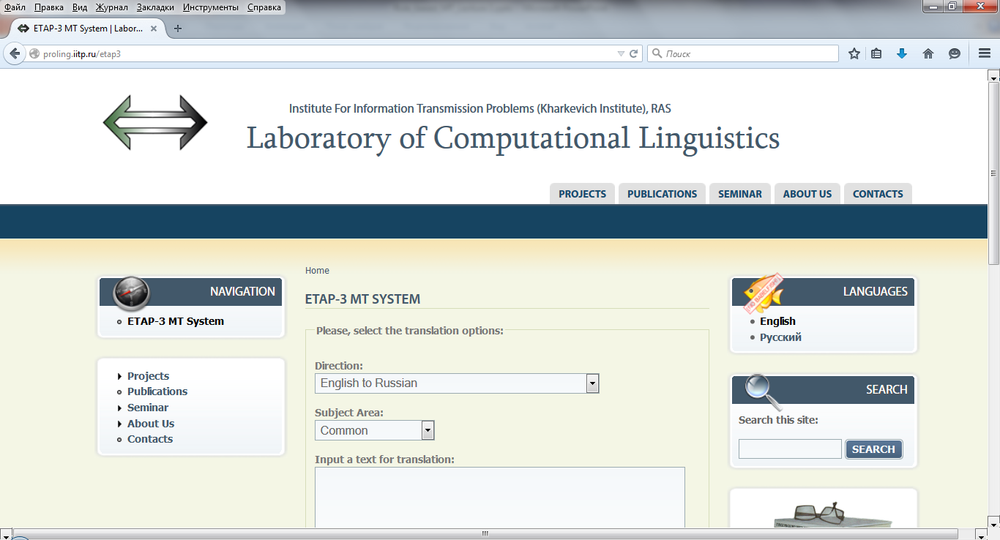 Файл Правка Вид Журнал Закладки Инструменты Справка
ETAP-3 MT System | Labor...
proling.iitp.ru/etap3
Поиск
Institute For Information Transmission Problems (Kharkevich Institute), RAS
Laboratory of Computational Linguistics
PROJECTS PUBLICATIONS SEMINAR ABOUT US CONTACTS
NAVIGATION
ETAP-3 MT System
Projects
Publications
Seminar
About Us
Contacts
Home
ETAP-3 MT SYSTEM
Please, select the translation options:
Direction:
English to Russian
Subject Area:
Common
Input a text for translation:
LANGUAGES
NO BABELFISH!
English
Русский
SEARCH
Search this site:
SEARCH